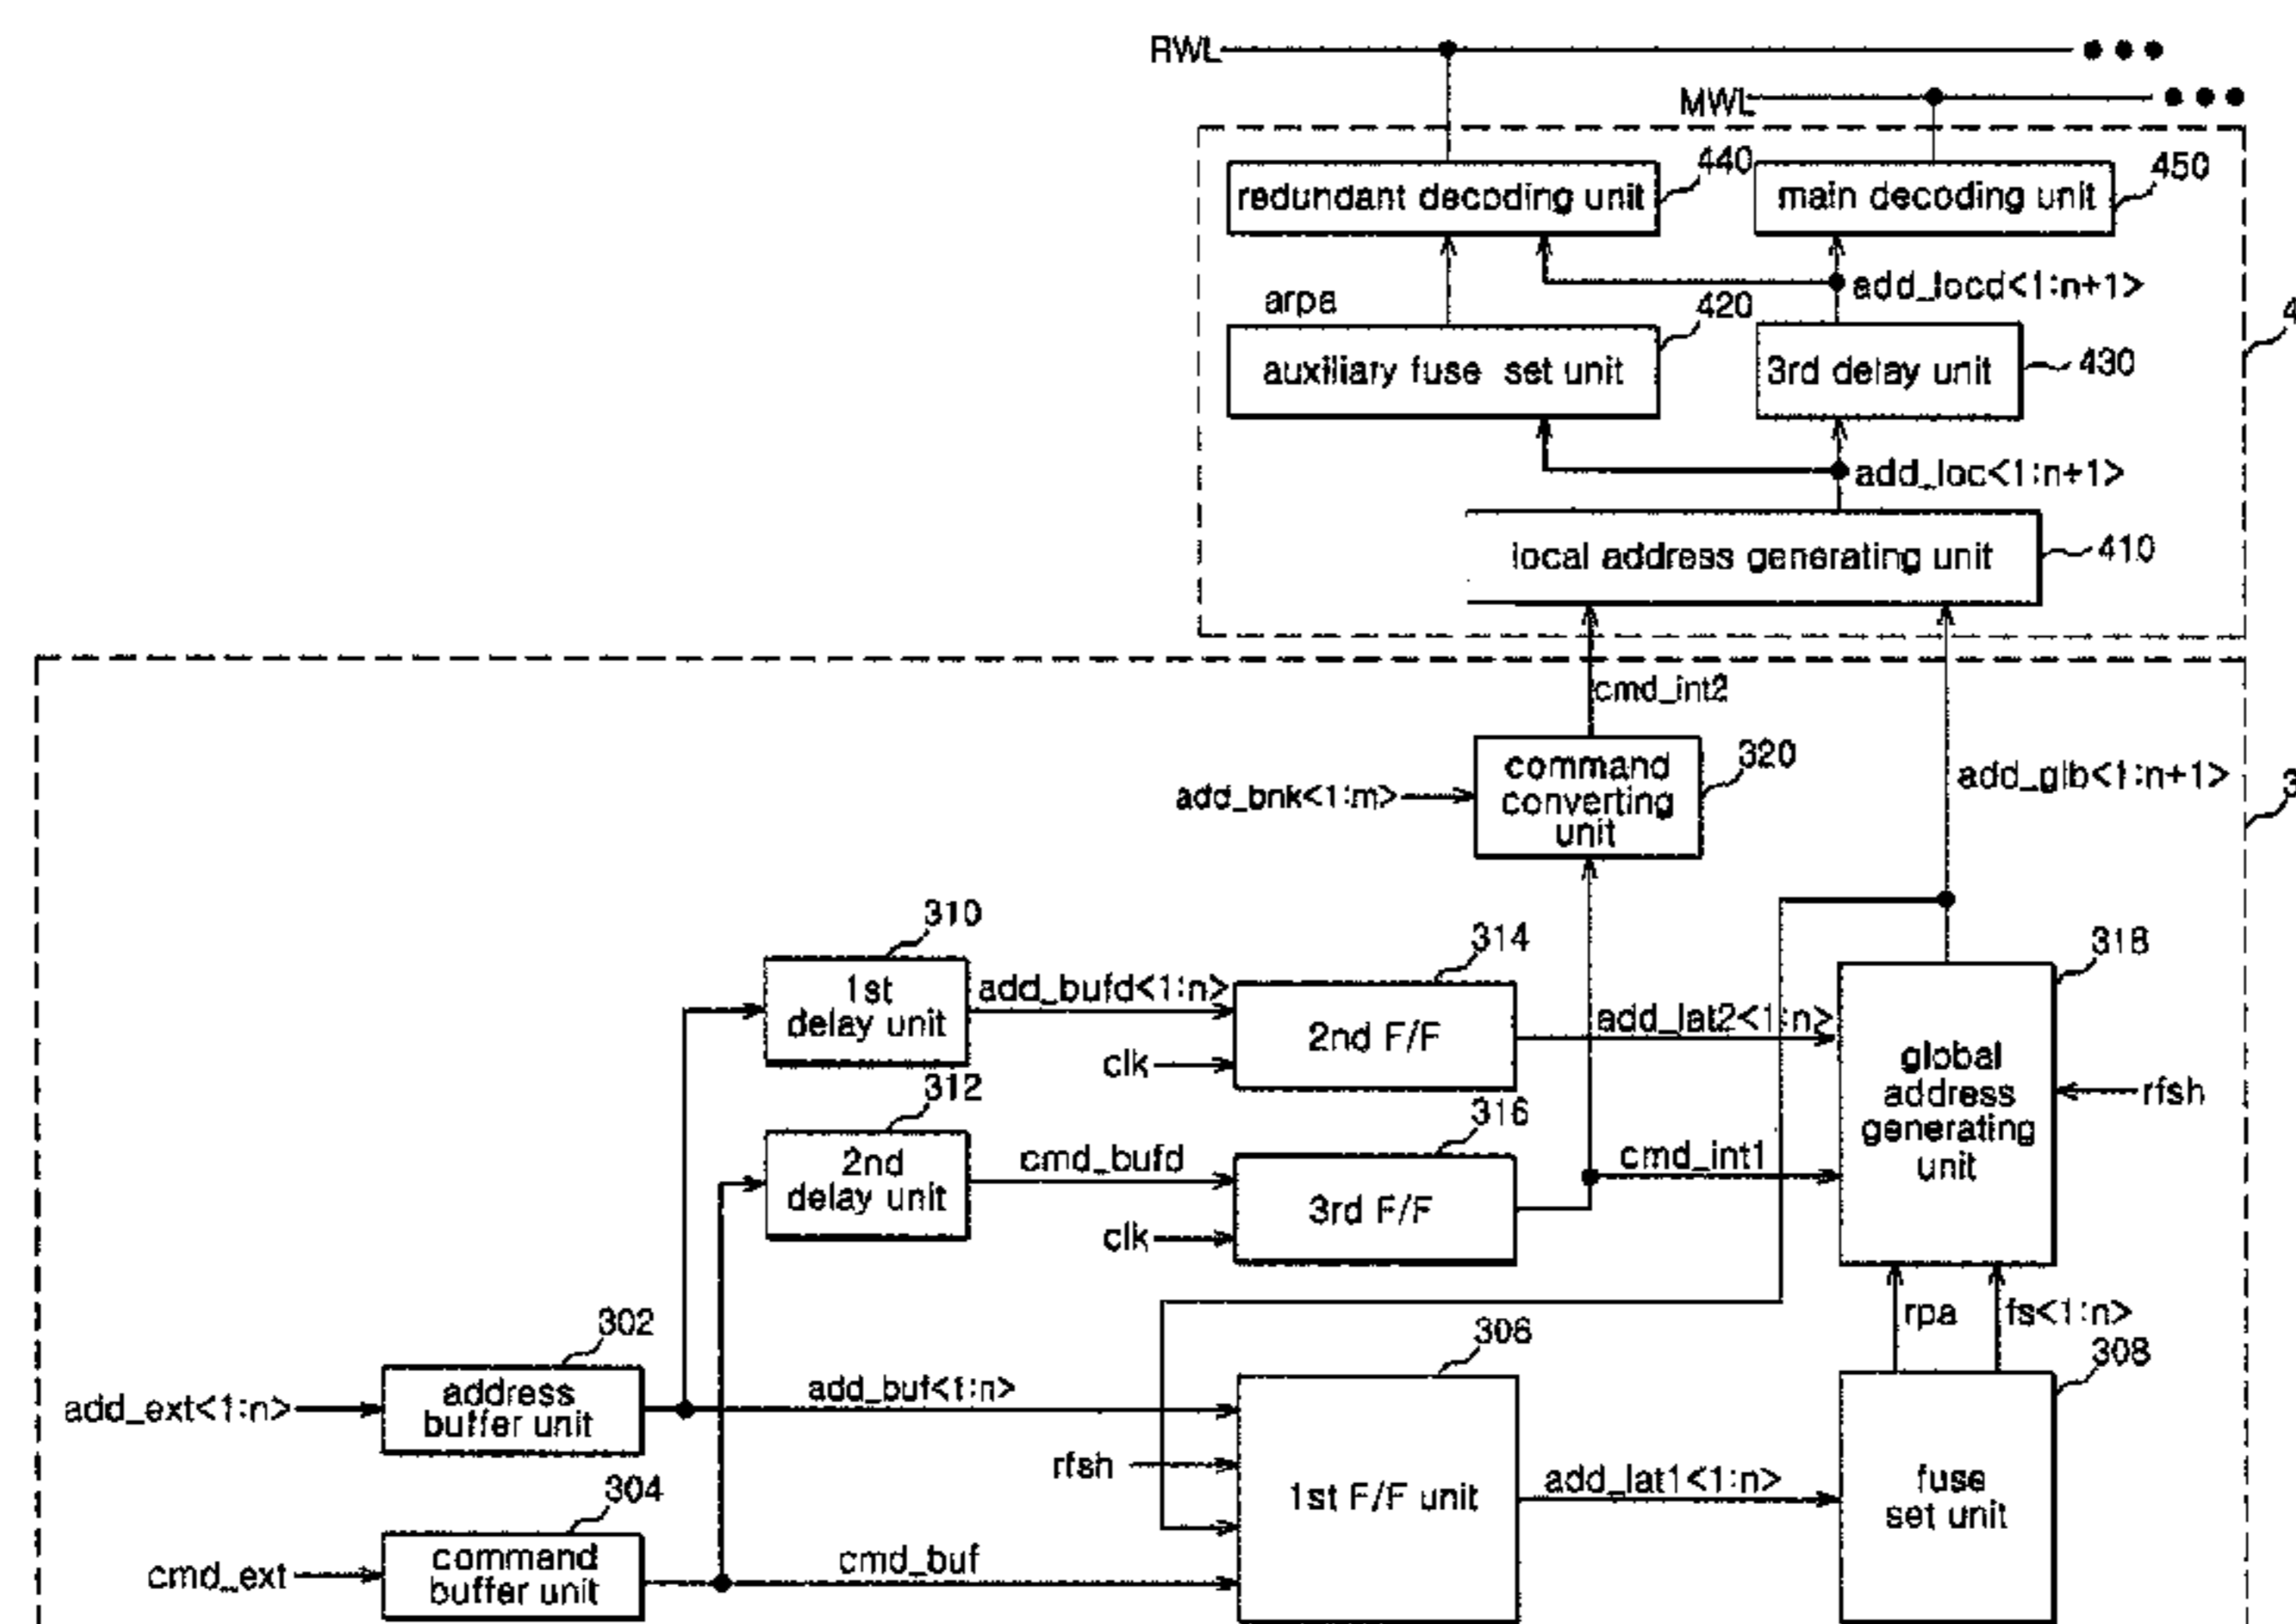 RWL
MWL
440
450
redundant decoding unit
main decoding unit
add_locd<1:n+1>
arpa
420
4
auxiliary fuse set unit
3rd delay unit
430
add_loc<1:n+1>
local address generating unit
410
cmd_int2
command
converting
unit
320
add_glb<1:n+1>
3
add_bnk<1:m>
310
314
318
1st
delay unit
add_bufd<1:n>
2nd F/F
add_lat2<1:n>
clk
global
address
generating
unit
rfsh
312
316
2nd
delay unit
cmd_bufd
3rd F/F
cmd_int1
clk
rpa
fs<1:n>
302
306
308
add_ext<1:n>
address
buffer unit
add_buf<1:n>
rfsh
1st F/F unit
add_lat1<1:n>
fuse
set unit
304
cmd_ext
command
buffer unit
cmd_buf